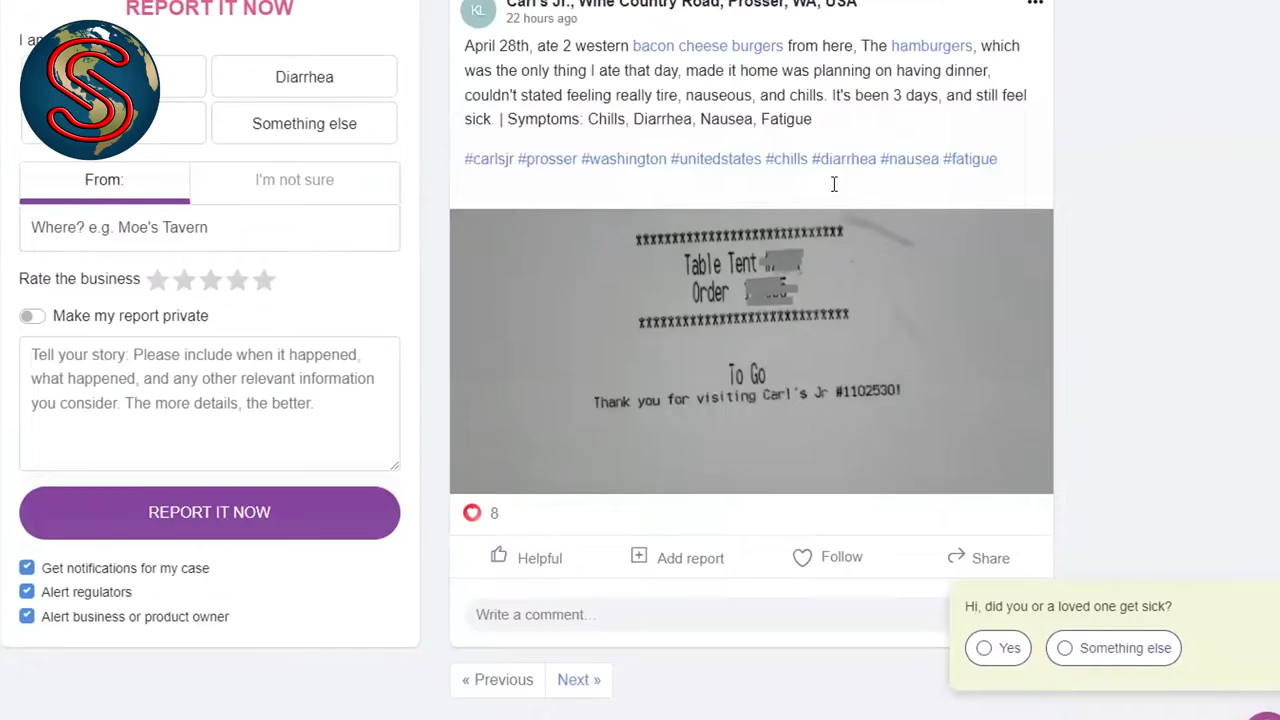 REPORT IT NOW
I a
S
Diarrhea
Something else
From:
I'm not sure
Where? e.g. Moe's Tavern
Rate the business
Make my report private
Tell your story: Please include when it happened,
what happened, and any other relevant information
you consider. The more details, the better.
REPORT IT NOW
Get notifications for my case
Alert regulators
Alert business or product owner
KL
Carl's Jr., Wine Country Road, Prosser, WA, USA
22 hours ago
April 28th, ate 2 western bacon cheese burgers from here, The hamburgers, which
was the only thing I ate that day, made it home was planning on having dinner,
couldn't stated feeling really tire, nauseous, and chills. It's been 3 days, and still feel
sick. | Symptoms: Chills, Diarrhea, Nausea, Fatigue
#carlsjr #prosser #washington #unitedstates #chills #diarrhea #nausea #fatigue
Table Tent
Order
To Go
Thank you for visiting Carl's Jr #1102530!
8
Helpful
Add report
Follow
Share
Write a comment...
« Previous
Next »
Hi, did you or a loved one get sick?
Yes
Something else